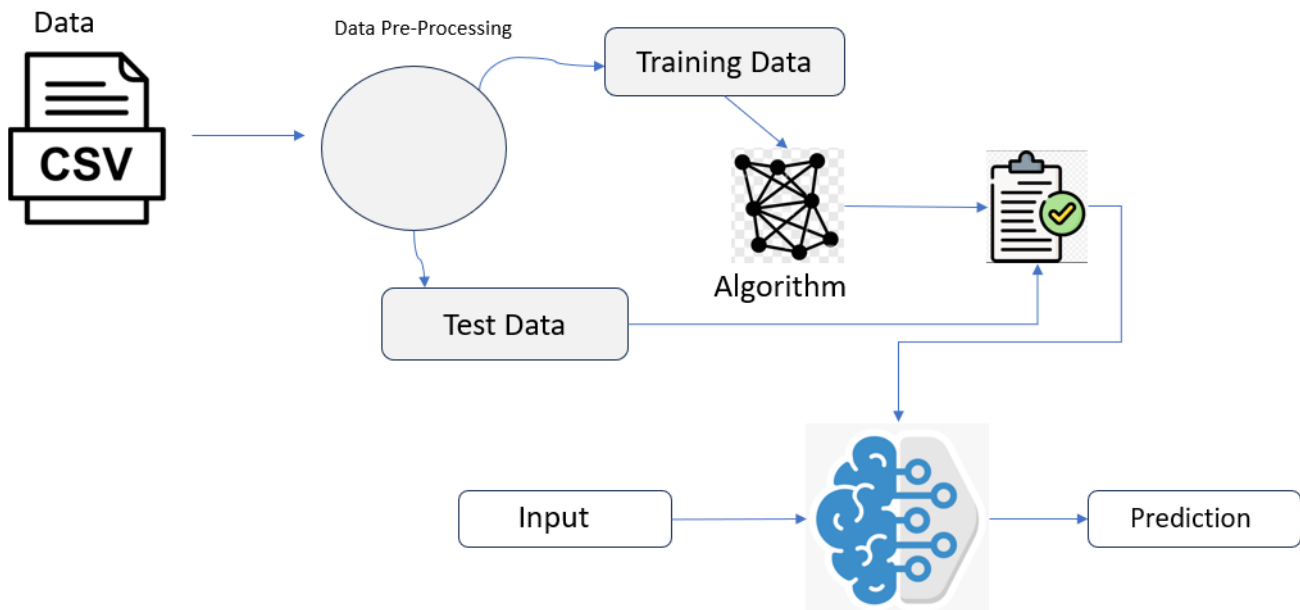 Data
Data Pre-Processing
Training Data
CSV
Algorithm
Test Data
Input
Prediction